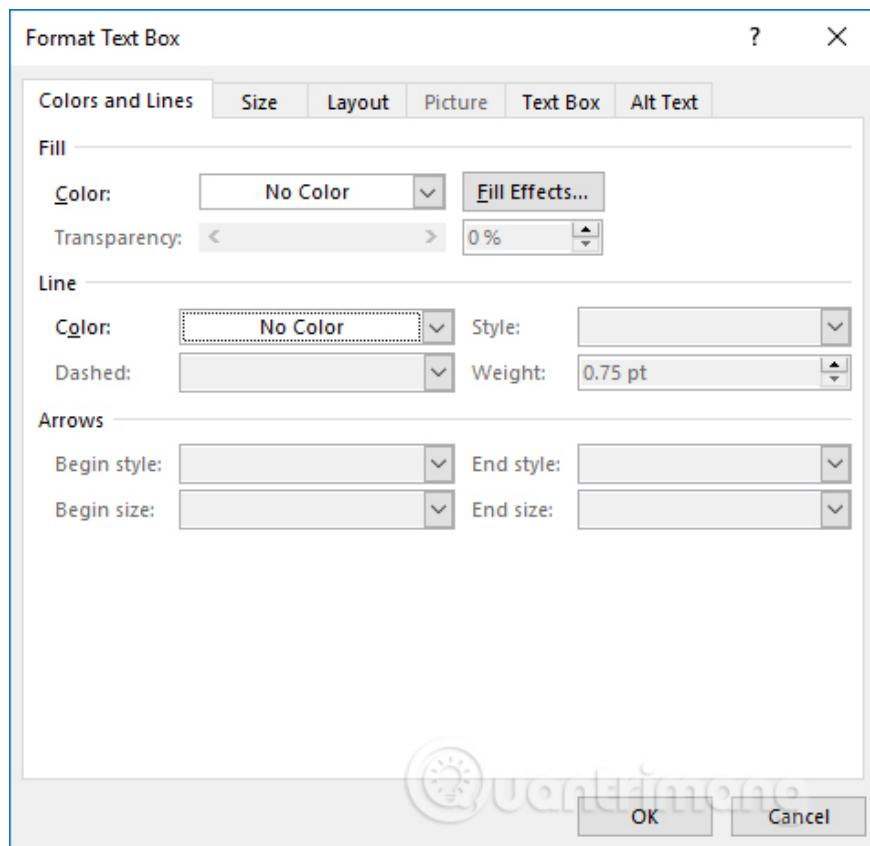 Format Text Box ?
Colors and Lines Size Layout Picture Text Box Alt Text
Fill
Color: No Color Fill Effects...
Transparency: 0 %
Line
Color: No Color Style:
Dashed: Weight: 0.75 pt
Arrows
Begin style: End style:
Begin size: End size:
Quantrimang
OK Cancel